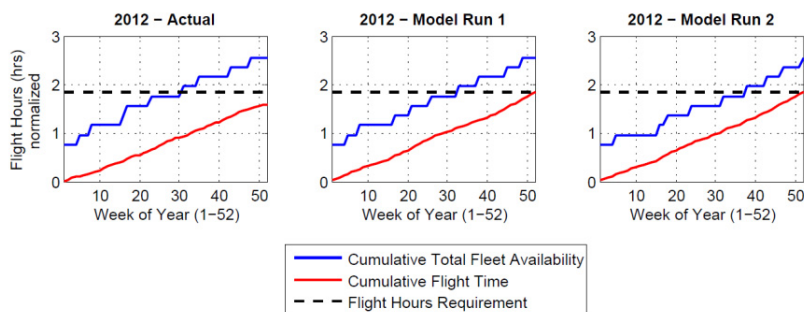 2012 − Actual
3
2
1
0
10 20 30 40 50
Flight Hours (hrs)
normalized
Week of Year (1−52)
2012 − Model Run 1
3
2
1
0
10 20 30 40 50
Week of Year (1−52)
2012 − Model Run 2
3
2
1
0
10 20 30 40 50
Week of Year (1−52)
Cumulative Total Fleet Availability
Cumulative Flight Time
Flight Hours Requirement